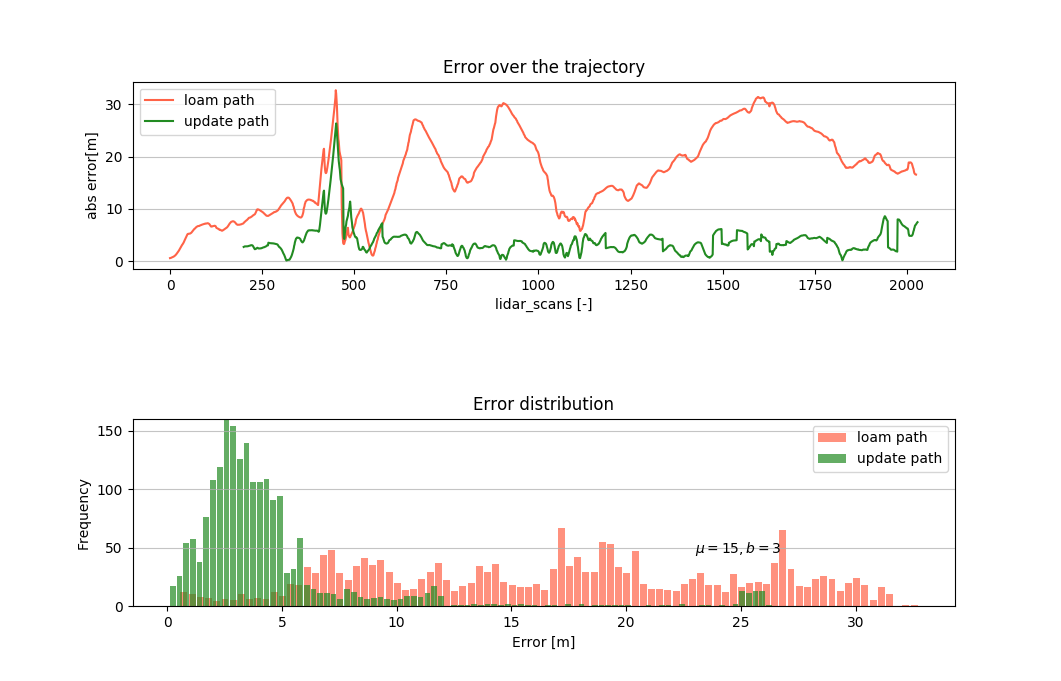 Error over the trajectory
loam path
update path
abs error[m]
30
20
10
0
0 250 500 750 1000 1250 1500 1750 2000
lidar_scans [-]
Error distribution
loam path
update path
Frequency
150
100
50
0
μ = 15, b = 3
0 5 10 15 20 25 30
Error [m]